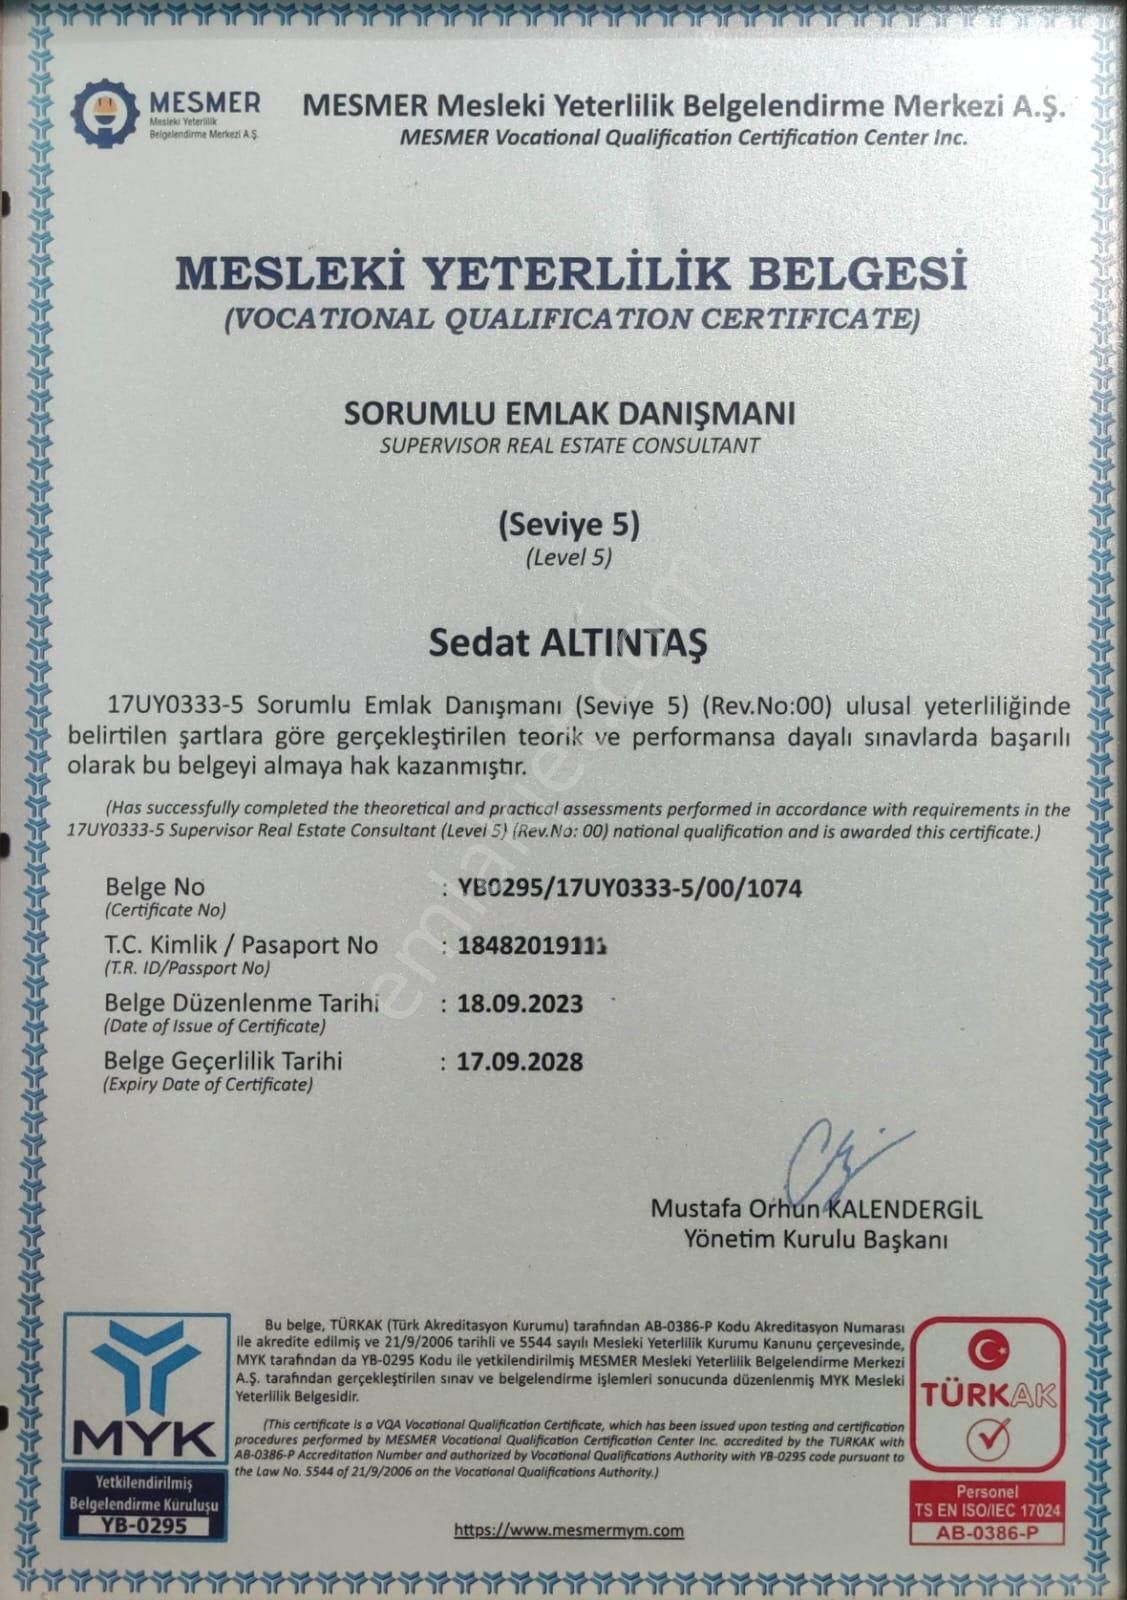 MESMER
Mesleki Yeterlilik
Belgelendirme Merkezi A.Ş.
MESMER Mesleki Yeterlilik Belgelendirme Merkezi A.Ş.
MESMER Vocational Qualification Certification Center Inc.
MESLEKİ YETERLİLİK BELGESİ
(VOCATIONAL QUALIFICATION CERTIFICATE)
SORUMLU EMLAK DANIŞMANI
SUPERVISOR REAL ESTATE CONSULTANT
(Seviye 5)
(Level 5)
Sedat ALTINTAŞ
17UY0333-5 Sorumlu Emlak Danışmanı (Seviye 5) (Rev.No:00) ulusal yeterliliğinde
belirtilen şartlara göre gerçekleştirilen teorik ve performansa dayalı sınavlarda başarılı
olarak bu belgeyi almaya hak kazanmıştır.
(Has successfully completed the theoretical and practical assessments performed in accordance with requirements in the
17UY0333-5 Supervisor Real Estate Consultant (Level 5) (Rev.No: 00) national qualification and is awarded this certificate.)
Belge No : YB0295/17UY0333-5/00/1074
(Certificate No)
T.C. Kimlik / Pasaport No :
(T.R. ID/Passport No)
Belge Düzenlenme Tarihi : 18.09.2023
(Date of Issue of Certificate)
Belge Geçerlilik Tarihi : 17.09.2028
(Expiry Date of Certificate)
Mustafa Orhun KALENDERGİL
Yönetim Kurulu Başkanı
Bu belge, TÜRKAK (Türk Akreditasyon Kurumu) tarafından AB-0386-P Kodu Akreditasyon Numarası
ile akredite edilmiş ve 21/9/2006 tarihli ve 5544 sayılı Mesleki Yeterlilik Kurumu Kanunu çerçevesinde,
MYK tarafından da YB-0295 Kodu ile yetkilendirilmiş MESMER Mesleki Yeterlilik Belgelendirme Merkezi
A.Ş. tarafından gerçekleştirilen sınav ve belgelendirme işlemleri sonucunda düzenlenmiş MYK Mesleki
Yeterlilik Belgesidir.
(This certificate is a VQA Vocational Qualification Certificate, which has been issued upon testing and certification
procedures performed by MESMER Vocational Qualification Certification Center Inc. accredited by the TURKAK with
AB-0386-P Accreditation Number and authorized by Vocational Qualifications Authority with YB-0295 code pursuant to
the Law No. 5544 of 21/9/2006 on the Vocational Qualifications Authority.)
https://www.mesmermym.com
MYK
Yetkilendirilmiş
Belgelendirme Kuruluşu
YB-0295
TÜRKAK
Personel
TS EN ISO/IEC 17024
AB-0386-P
emlakjet.com